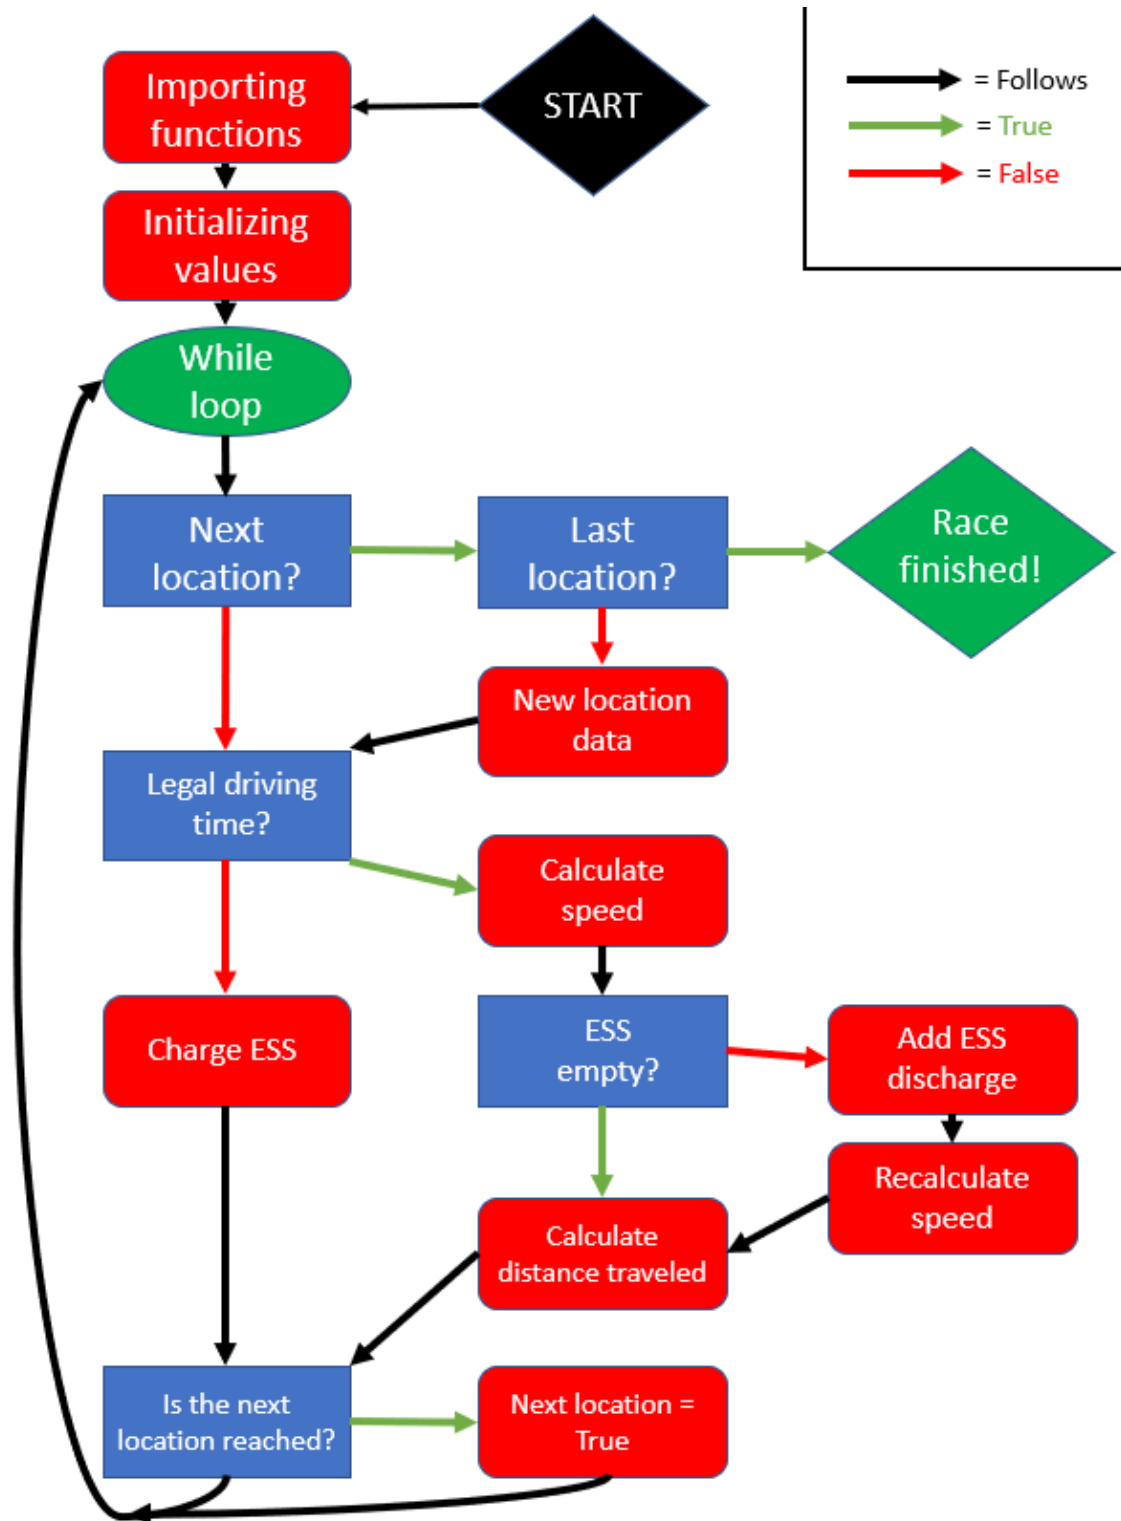 Importing
functions
START
= Follows
= True
= False
Initializing
values
While
loop
Next
location?
Last
location?
Race
finished!
New location
data
Legal driving
time?
Calculate
speed
Charge ESS
ESS
empty?
Add ESS
discharge
Recalculate
speed
Calculate
distance traveled
Is the next
location reached?
Next location =
True